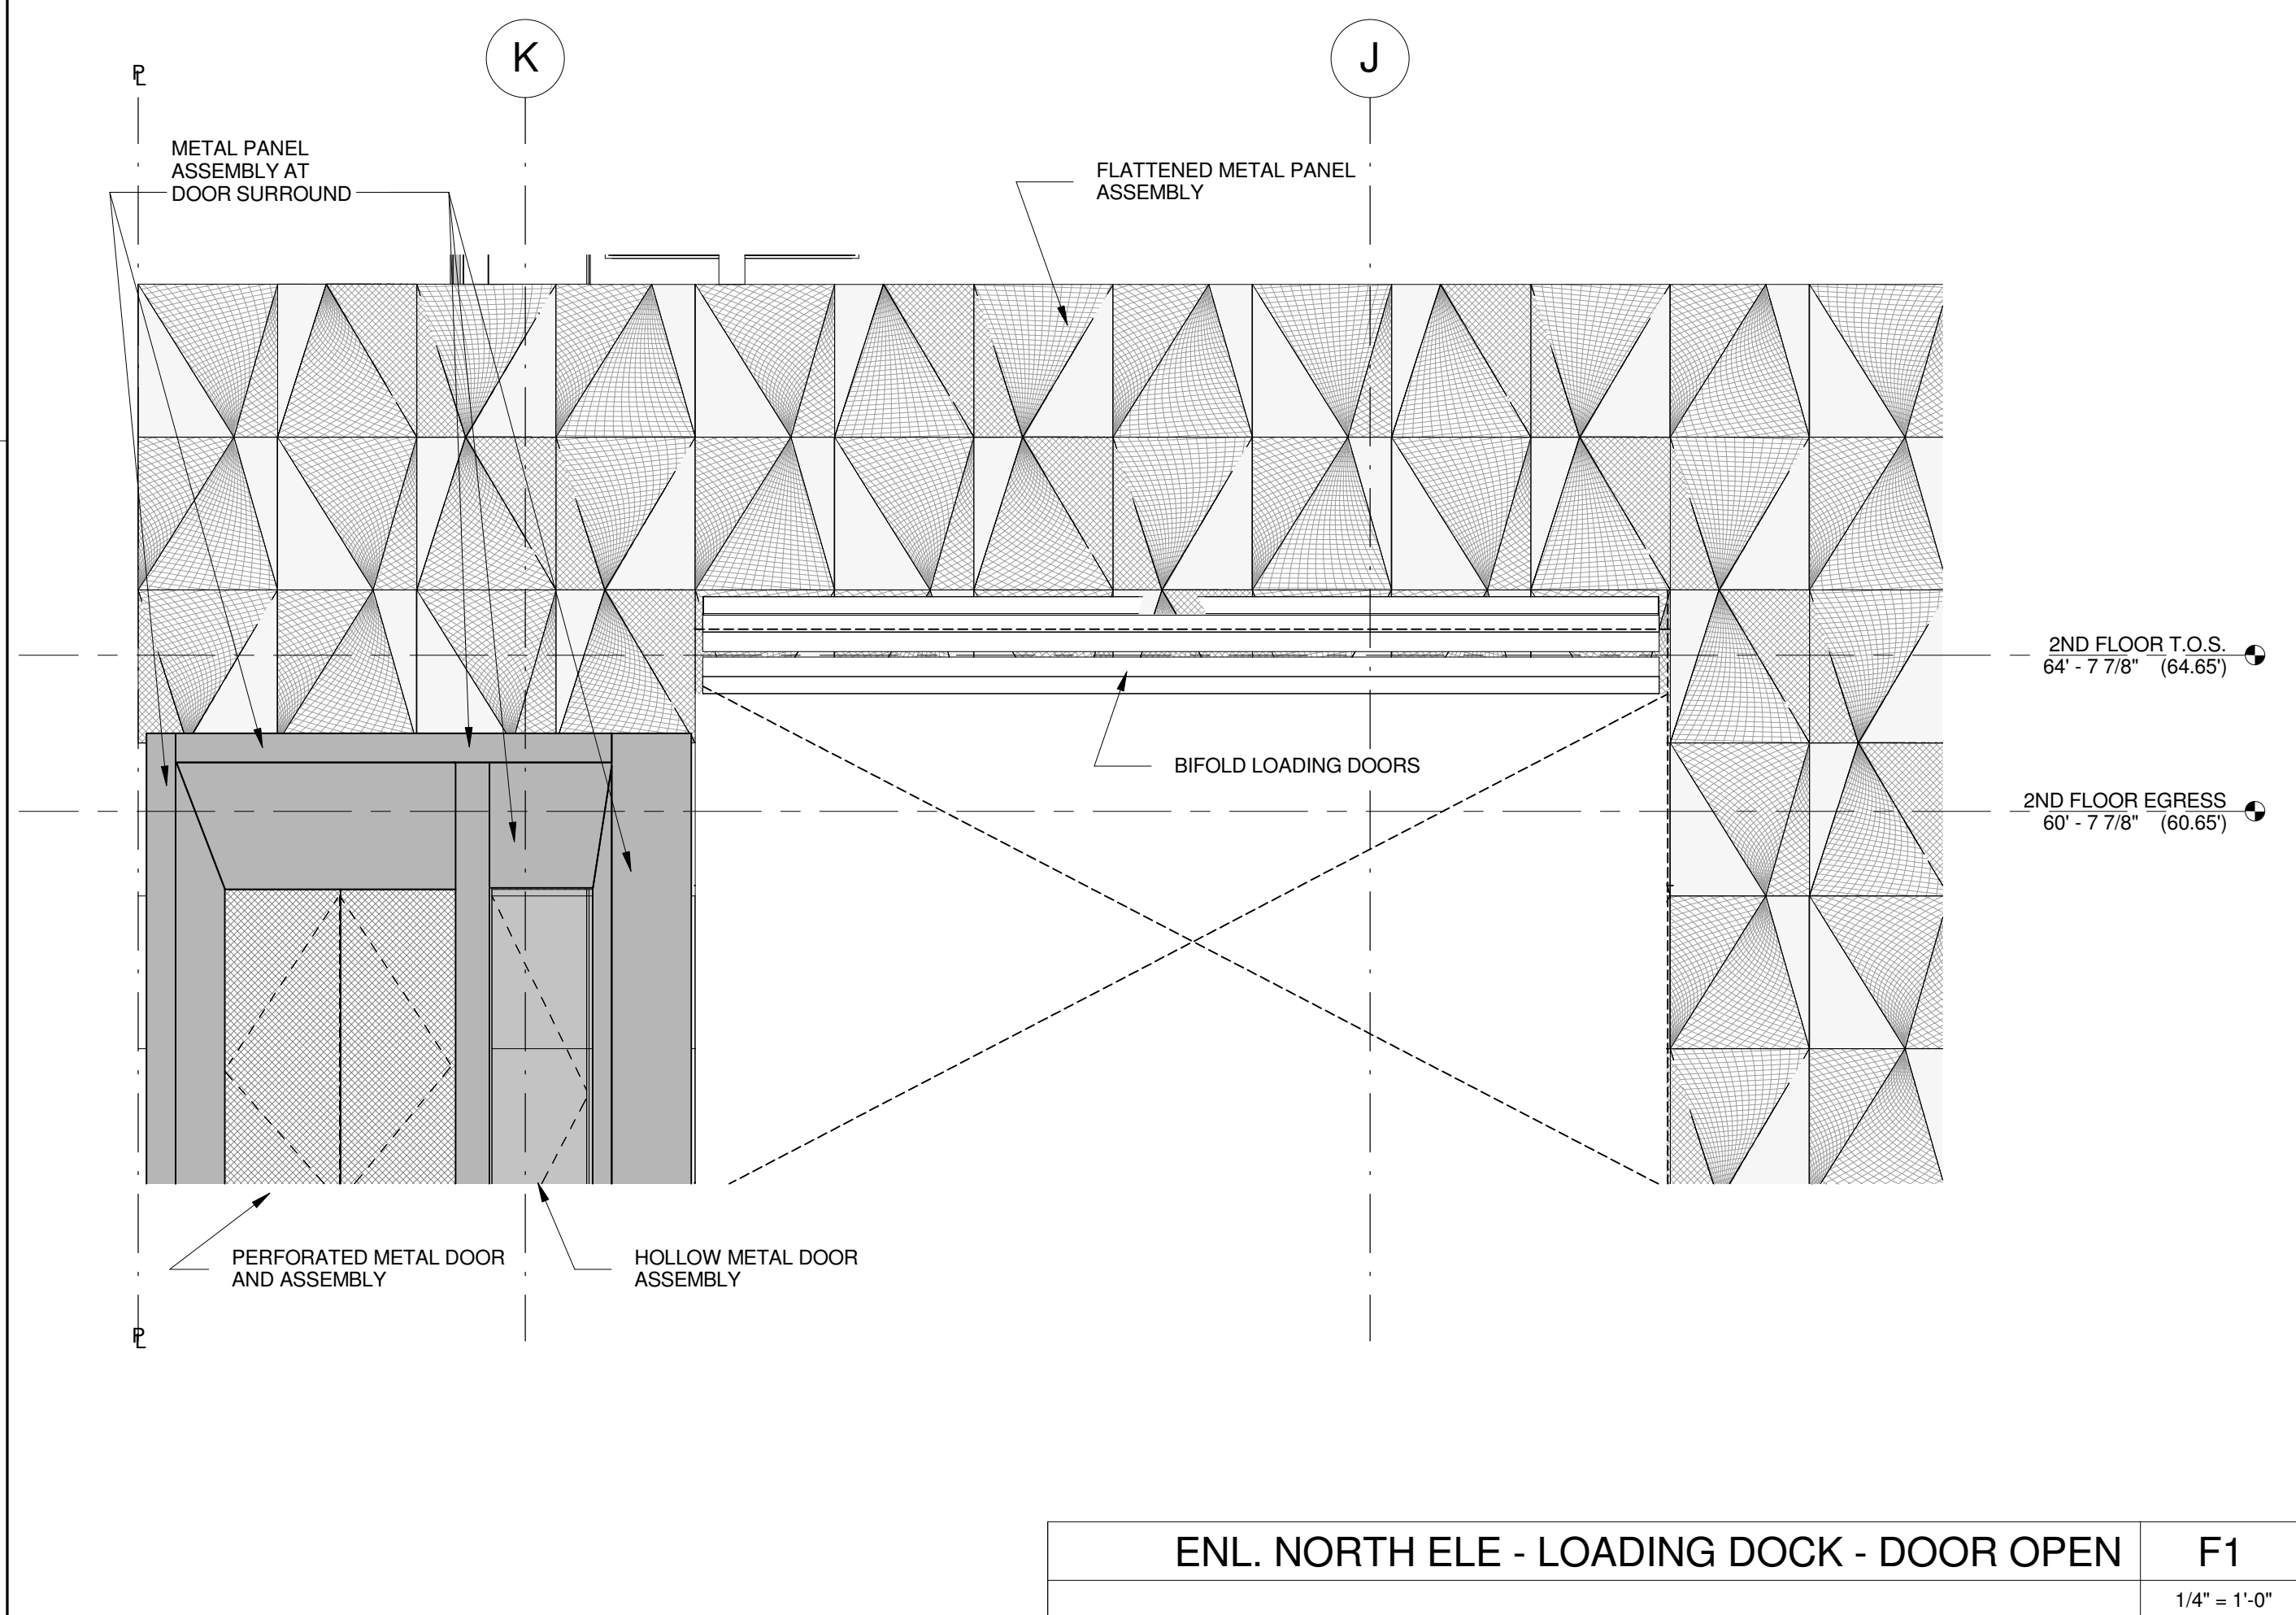 K
J
PL
METAL PANEL
ASSEMBLY AT
DOOR SURROUND
FLATTENED METAL PANEL
ASSEMBLY
2ND FLOOR T.O.S.
64' - 7 7/8" (64.65')
BIFOLD LOADING DOORS
2ND FLOOR EGRESS
60' - 7 7/8" (60.65')
PERFORATED METAL DOOR
AND ASSEMBLY
HOLLOW METAL DOOR
ASSEMBLY
PL
ENL. NORTH ELE - LOADING DOCK - DOOR OPEN
F1
1/4" = 1'-0"